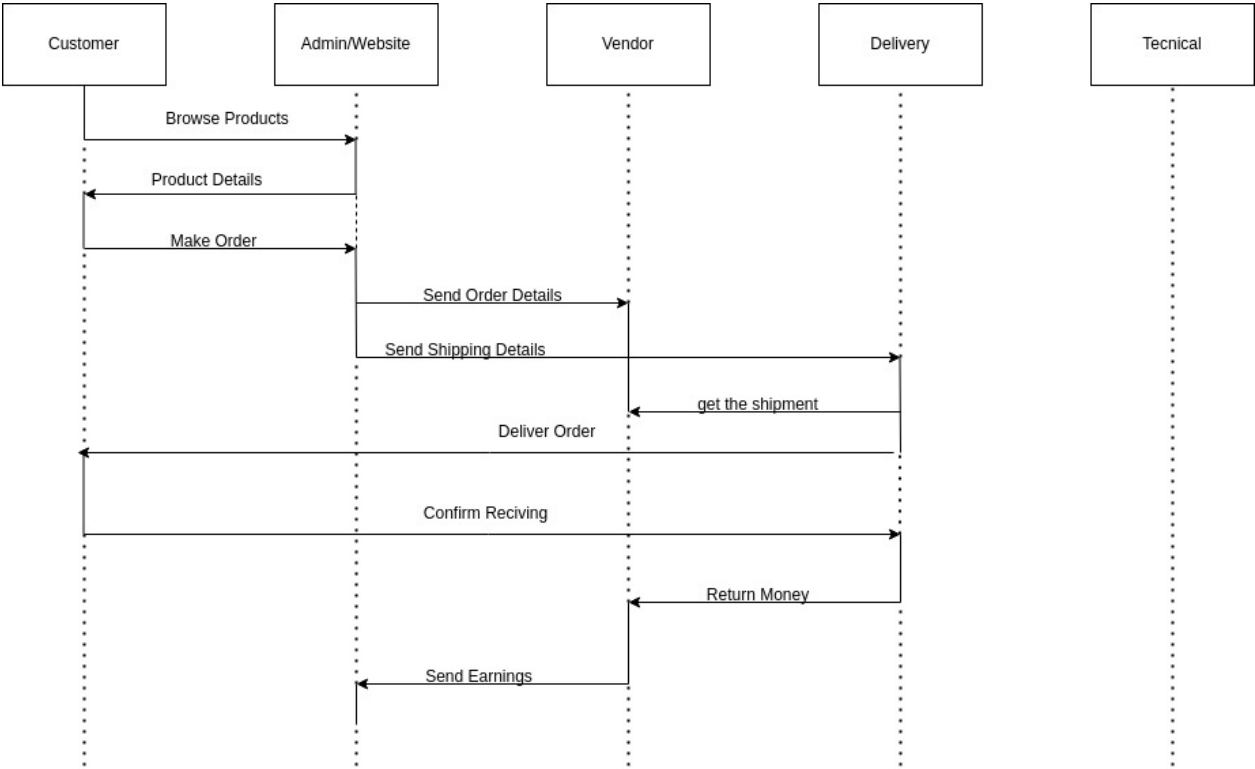 Customer
Admin/Website
Vendor
Delivery
Tecnical
Browse Products
Product Details
Make Order
Send Order Details
Send Shipping Details
get the shipment
Deliver Order
Confirm Reciving
Return Money
Send Earnings